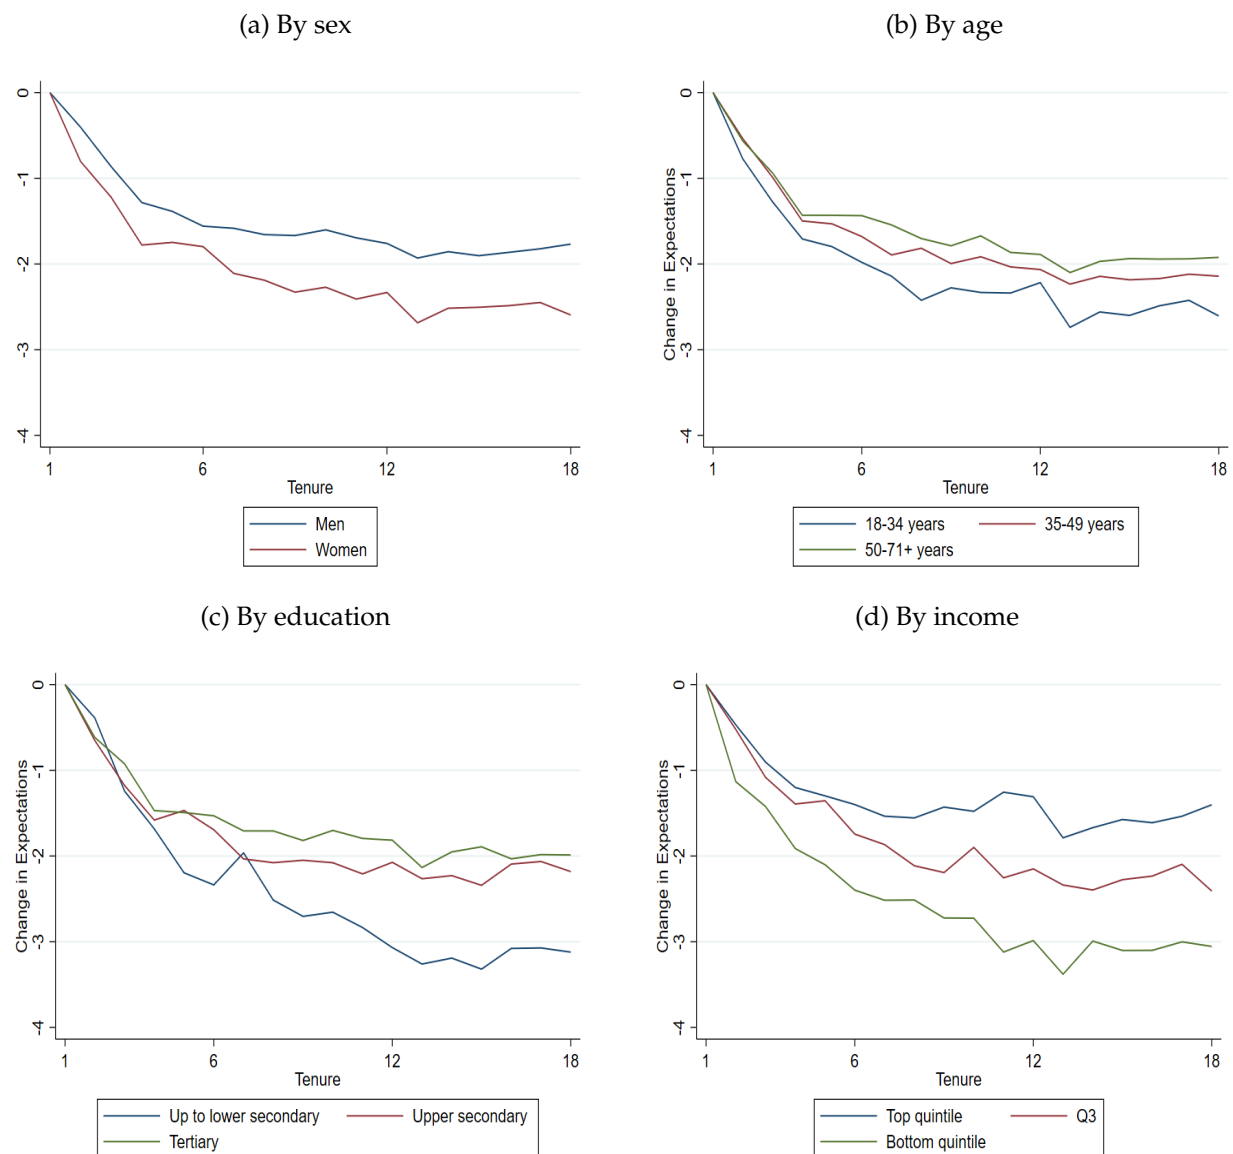 (a) By sex
0
-1
-2
-3
-4
1 6 12 18
Tenure
Men
Women
(b) By age
Change in Expectations
0
-1
-2
-3
-4
1 6 12 18
Tenure
18-34 years 35-49 years
50-71+ years
(c) By education
Change in Expectations
0
-1
-2
-3
-4
1 6 12 18
Tenure
Up to lower secondary Upper secondary
Tertiary
(d) By income
Change in Expectations
0
-1
-2
-3
-4
1 6 12 18
Tenure
Top quintile Q3
Bottom quintile